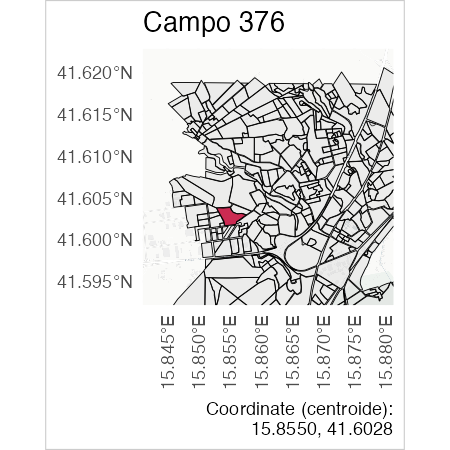 Campo 376
41.620°N
41.615°N
41.610°N
41.605°N
41.600°N
41.595°N
15.845°E
15.850°E
15.855°E
15.860°E
15.865°E
15.870°E
15.875°E
15.880°E
Coordinate (centroide):
15.8550, 41.6028